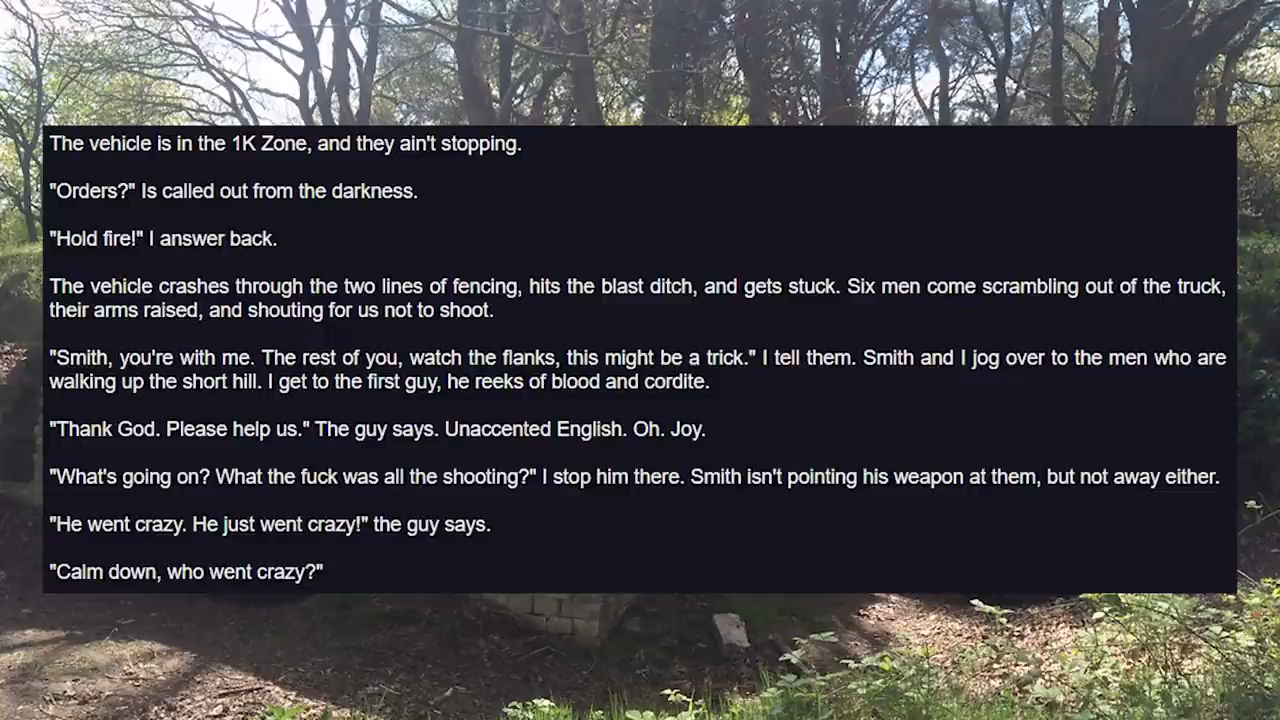 The vehicle is in the 1K Zone, and they ain't stopping.
"Orders?" Is called out from the darkness.
"Hold fire!" I answer back.
The vehicle crashes through the two lines of fencing, hits the blast ditch, and gets stuck. Six men come scrambling out of the truck,
their arms raised, and shouting for us not to shoot.
"Smith, you're with me. The rest of you, watch the flanks, this might be a trick." I tell them. Smith and I jog over to the men who are
walking up the short hill. I get to the first guy, he reeks of blood and cordite.
"Thank God. Please help us." The guy says. Unaccented English. Oh. Joy.
"What's going on? What the fuck was all the shooting?" I stop him there. Smith isn't pointing his weapon at them, but not away either.
"He went crazy. He just went crazy!" the guy says.
"Calm down, who went crazy?"